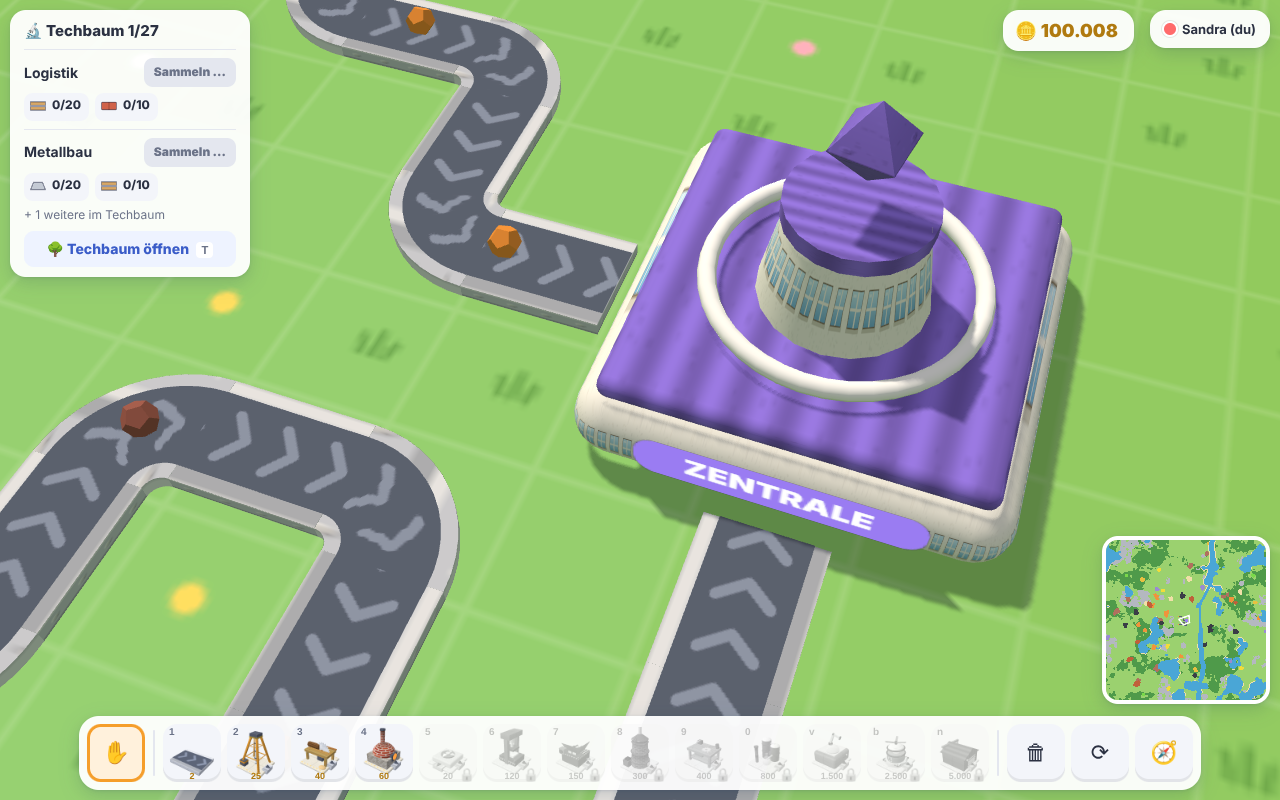 🔬 Techbaum 1/27
Logistik Sammeln ...
0/20 0/10
Metallbau Sammeln ...
0/20 0/10
+ 1 weitere im Techbaum
🌳 Techbaum öffnen T
🪙 100.008
Sandra (du)
ZENTRALE
1 2 3 4 5 6 7 8 9 0 v b n
2 25 40 60 20 120 150 300 400 800 1.500 2.500 5.000